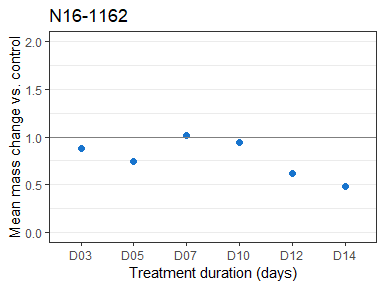 N16-1162
Mean mass change vs. control
2.0
1.5
1.0
0.5
0.0
D03 D05 D07 D10 D12 D14
Treatment duration (days)